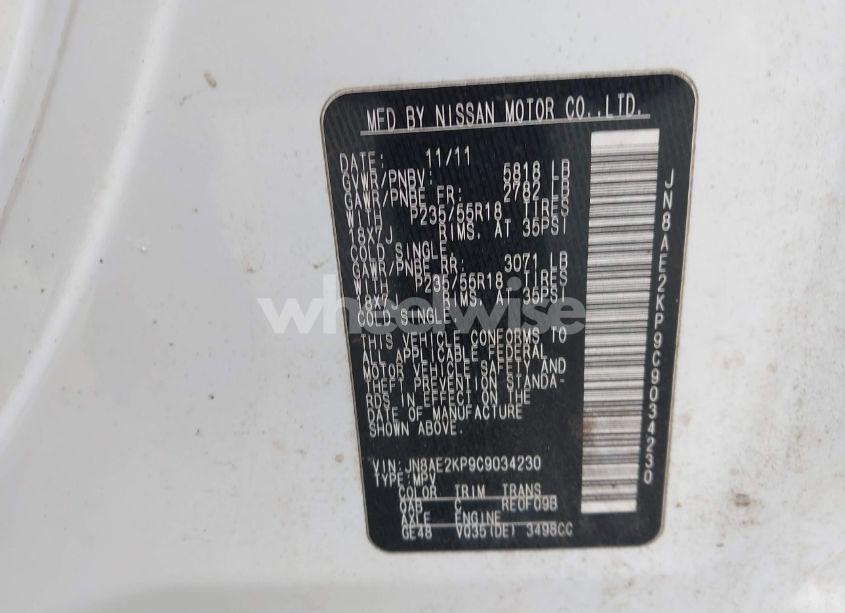 MFD BY NISSAN MOTOR CO.,LTD.
DATE: 11/11
GVWR/PNBV: 5818 LB
GAWR/PNBE FR: 2782 LB
WITH P235/55R18 TIRES
18X7J RIMS, AT 35PSI
COLD SINGLE,
GAWR/PNBE RR: 3071 LB
WITH P235/55R18 TIRES
18X7J RIMS, AT 35PSI
COLD SINGLE.
THIS VEHICLE CONFORMS TO
ALL APPLICABLE FEDERAL
MOTOR VEHICLE SAFETY AND
THEFT PREVENTION STANDA-
RDS IN EFFECT ON THE
DATE OF MANUFACTURE
SHOWN ABOVE.
VIN:JN8AE2KP9C9034230
TYPE:MPV
COLOR TRIM TRANS
QAB C RE0F09B
AXLE ENGINE
GE48 VQ35(DE) 3498CC
JN8AE2KP9C9034230
wheelwise